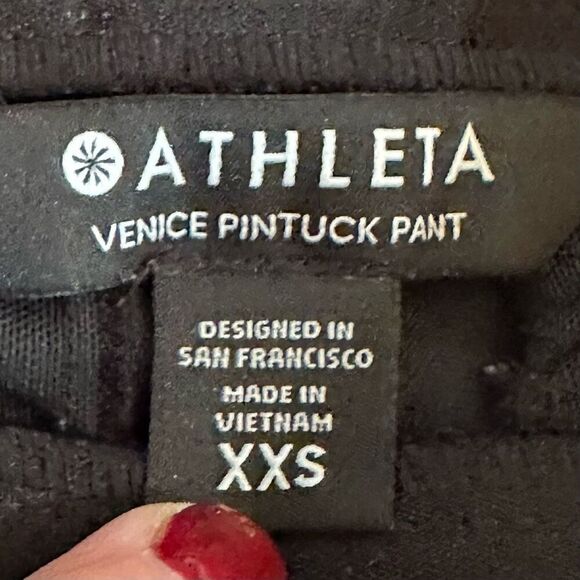 ATHLETA
VENICE PINTUCK PANT
DESIGNED IN
SAN FRANCISCO
MADE IN
VIETNAM
XXS